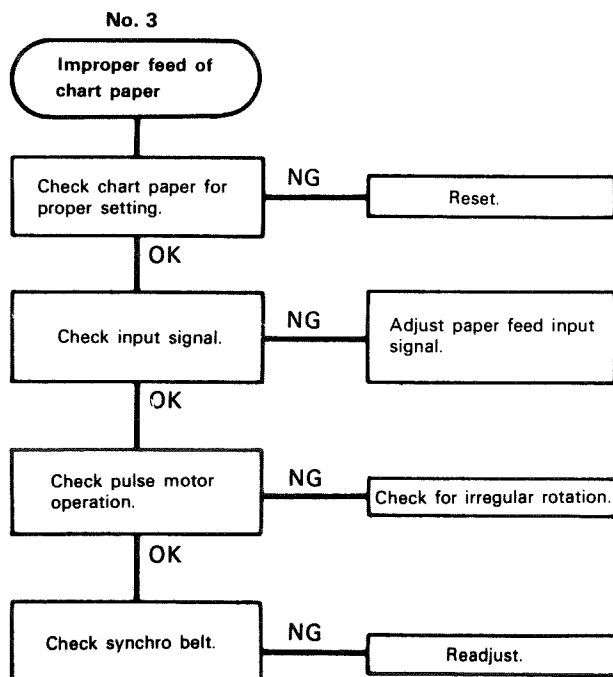 No. 3
Improper feed of
chart paper
Check chart paper for
proper setting.
NG
Reset.
OK
Check input signal.
NG
Adjust paper feed input
signal.
OK
Check pulse motor
operation.
NG
Check for irregular rotation.
OK
Check synchro belt.
NG
Readjust.